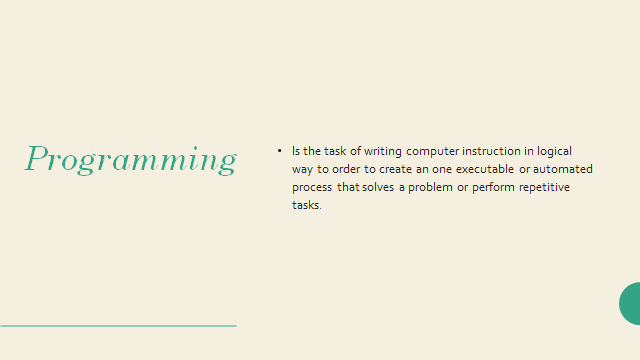 Programming
• Is the task of writing computer instruction in logical
way to order to create an one executable or automated
process that solves a problem or perform repetitive
tasks.